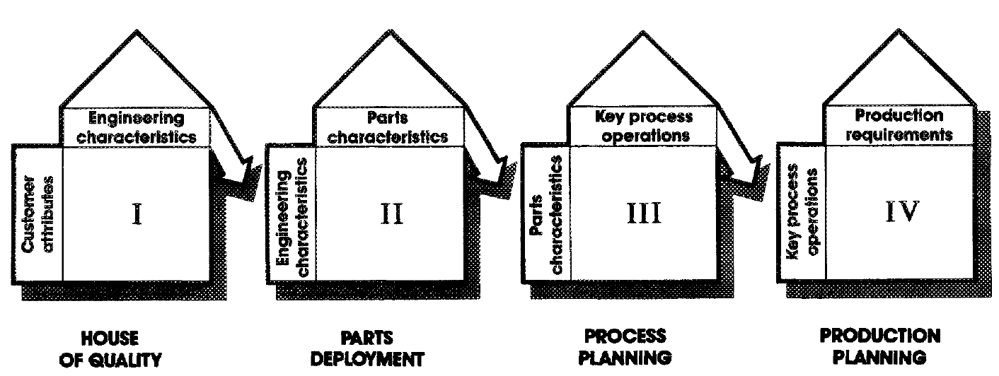 Engineering
characteristics
Customer
attributes
I
HOUSE
OF QUALITY
Parts
characteristics
Engineering
characteristics
II
PARTS
DEPLOYMENT
Key process
operations
Parts
characteristics
III
PROCESS
PLANNING
Production
requirements
Key process
operations
IV
PRODUCTION
PLANNING